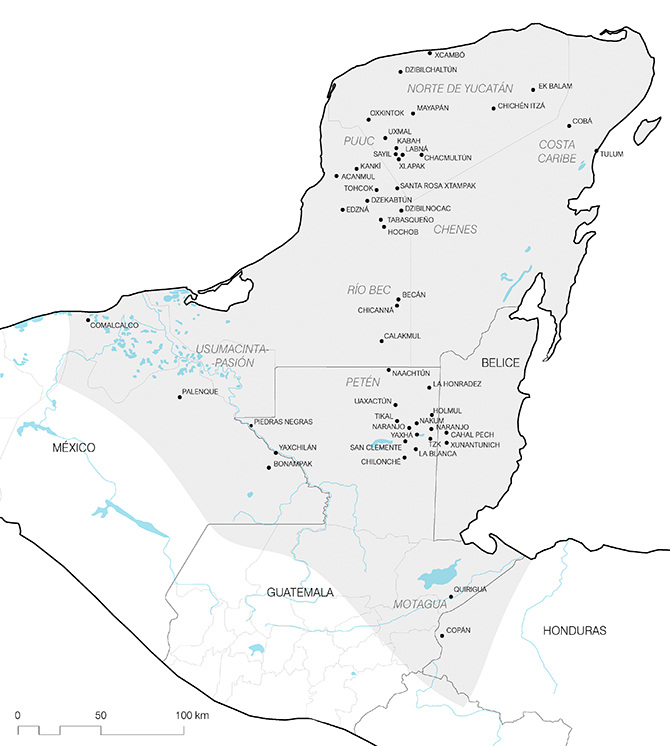 XCAMBÓ
DZIBILCHALTÚN
NORTE DE YUCATÁN
EK BALAM
CHICHÉN ITZÁ
MAYAPÁN
OXKINTOK
COBÁ
UXMAL
PUUC
KABAH
COSTA
CARIBE
LABNÁ
SAYIL
CHACMULTÚN
TULUM
XLAPAK
KANKÍ
ACANMUL
TOHCOK
SANTA ROSA XTAMPAK
DZEKABTÚN
EDZNÁ
DZIBILNOCAC
TABASQUEÑO
HOCHOB
CHENES
RÍO BEC
BECÁN
CHICANNÁ
COMALCALCO
CALAKMUL
USUMACINTA-
-PASIÓN
BELICE
NAACHTÚN
PETÉN
LA HONRADEZ
PALENQUE
UAXACTÚN
HOLMUL
TIKAL
NAKUM
PIEDRAS NEGRAS
NARANJO
NARANJO
YAXHÁ
CAHAL PECH
TZK
XUNANTUNICH
MÉXICO
YAXCHILÁN
SAN CLEMENTE
LA BLANCA
CHILONCHE
BONAMPAK
GUATEMALA
QUIRIGUA
MOTAGUA
COPÁN
HONDURAS
0 50 100 km